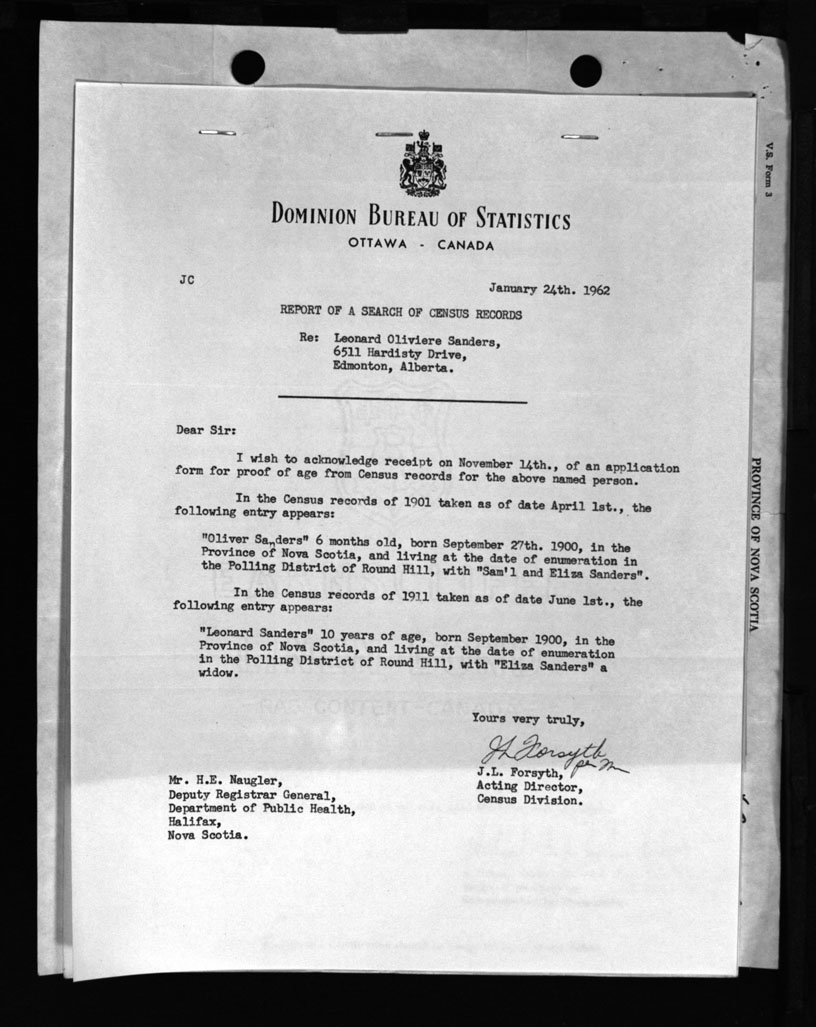 V.S. Form 3
DOMINION BUREAU OF STATISTICS
OTTAWA - CANADA
JC
January 24th. 1962
REPORT OF A SEARCH OF CENSUS RECORDS
Re: Leonard Oliviere Sanders,
6511 Hardisty Drive,
Edmonton, Alberta.
Dear Sir:
I wish to acknowledge receipt on November 14th., of an application
form for proof of age from Census records for the above named person.
In the Census records of 1901 taken as of date April 1st., the
following entry appears:
"Oliver Sanders" 6 months old, born September 27th. 1900, in the
Province of Nova Scotia, and living at the date of enumeration in
the Polling District of Round Hill, with "Sam'l and Eliza Sanders".
In the Census records of 1911 taken as of date June 1st., the
following entry appears:
"Leonard Sanders" 10 years of age, born September 1900, in the
Province of Nova Scotia, and living at the date of enumeration
in the Polling District of Round Hill, with "Eliza Sanders" a
widow.
PROVINCE OF NOVA SCOTIA
Yours very truly,
JL Forsyth
per M
J.L. Forsyth,
Acting Director,
Census Division.
Mr. H.E. Naugler,
Deputy Registrar General,
Department of Public Health,
Halifax,
Nova Scotia.